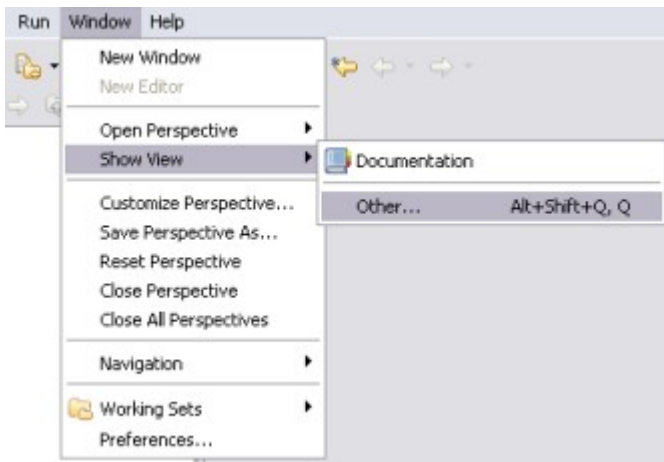 Run Window Help
New Window
New Editor
Open Perspective
Show View
Documentation
Other... Alt+Shift+Q, Q
Customize Perspective...
Save Perspective As...
Reset Perspective
Close Perspective
Close All Perspectives
Navigation
Working Sets
Preferences...